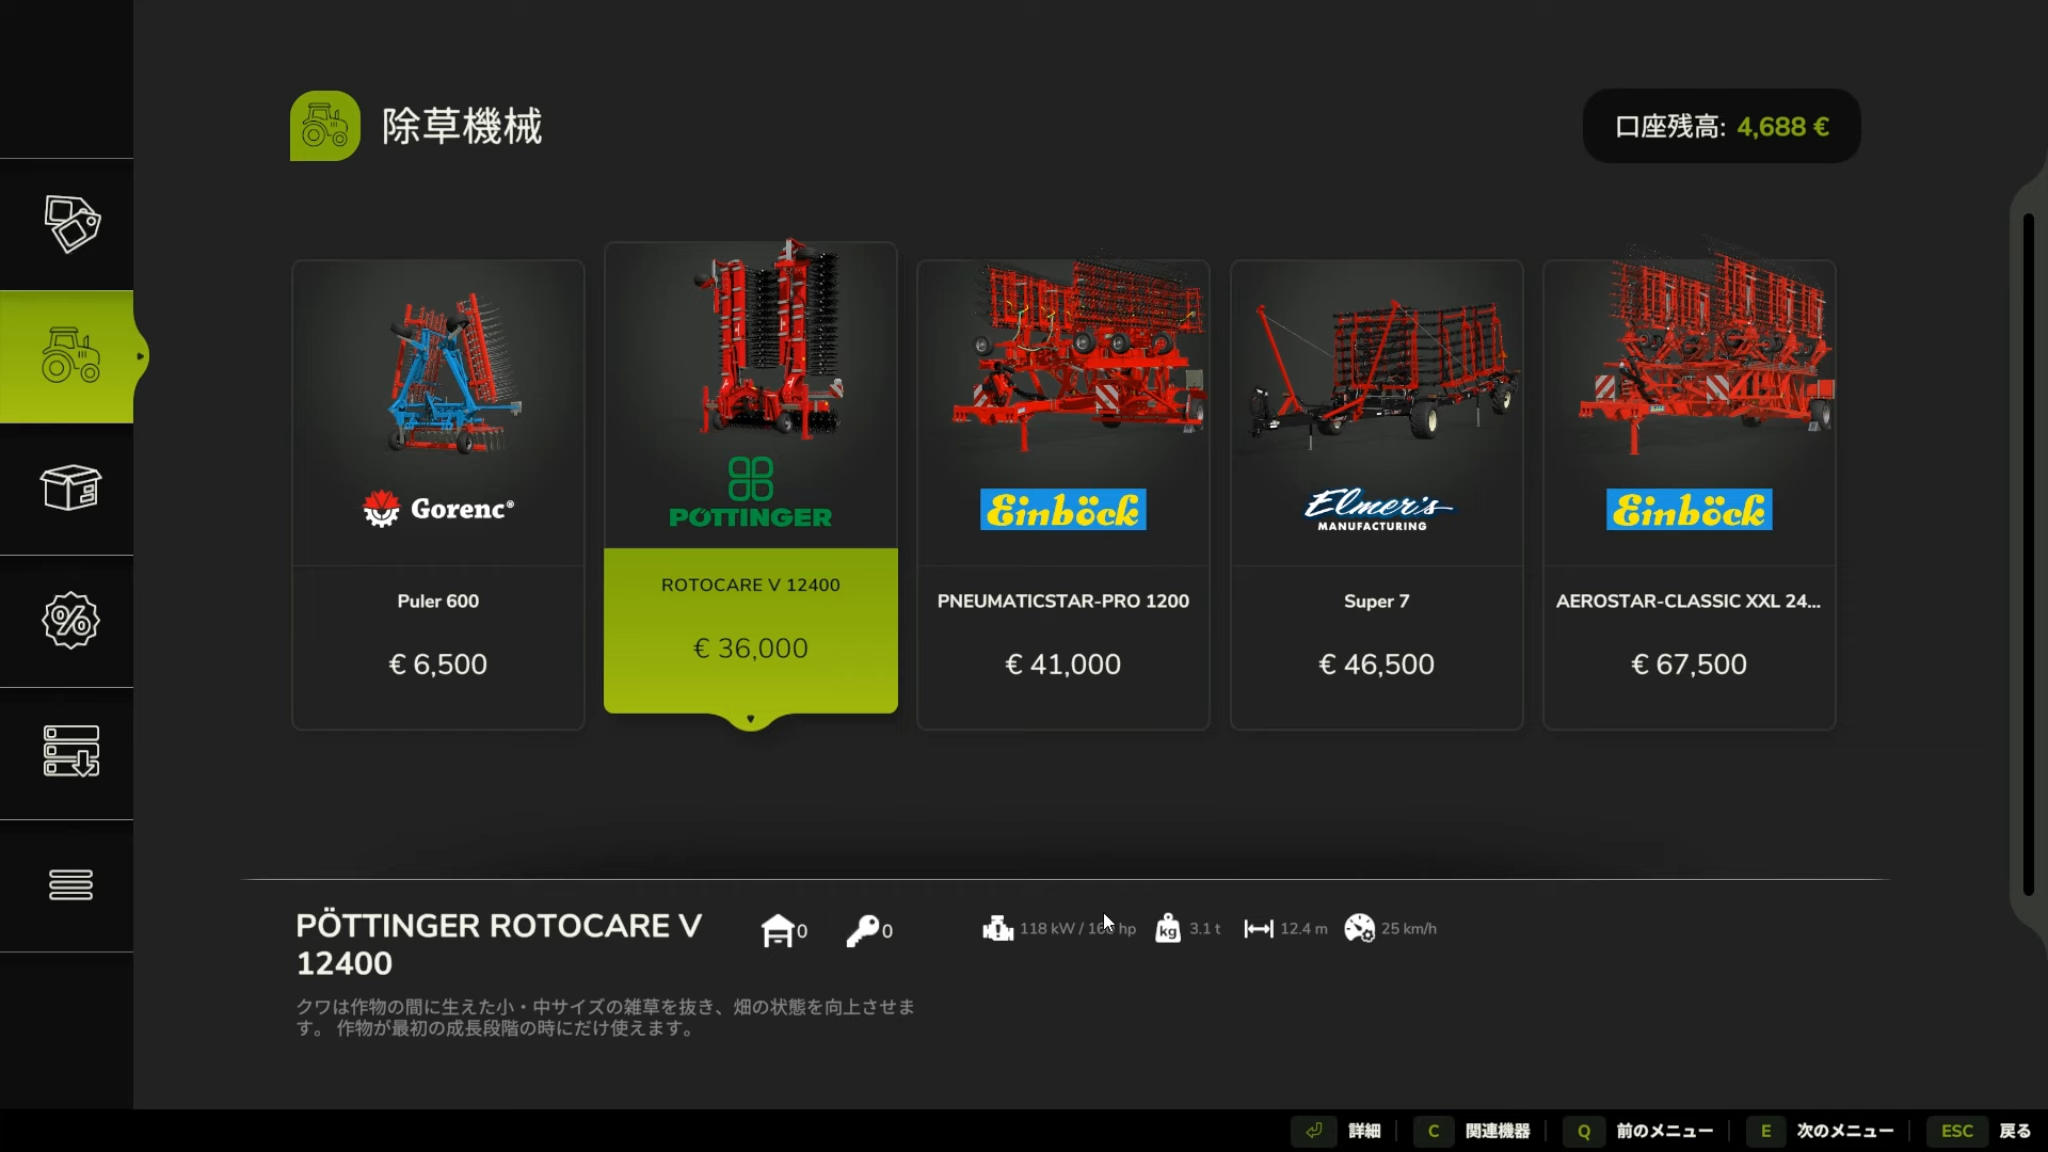 除草機械
口座残高: 4,688 €
Gorenc®
PÖTTINGER
Einböck
Elmer's
MANUFACTURING
Einböck
Puler 600
ROTOCARE V 12400
PNEUMATICSTAR-PRO 1200
Super 7
AEROSTAR-CLASSIC XXL 24...
€ 6,500
€ 36,000
€ 41,000
€ 46,500
€ 67,500
PÖTTINGER ROTOCARE V
12400
0
0
kg
118 kW / hp
3.1 t
12.4 m
25 km/h
クワは作物の間に生えた小・中サイズの雑草を抜き、畑の状態を向上させま
す。 作物が最初の成長段階の時にだけ使えます。
詳細
C 関連機器
Q 前のメニュー
E 次のメニュー
ESC 戻る